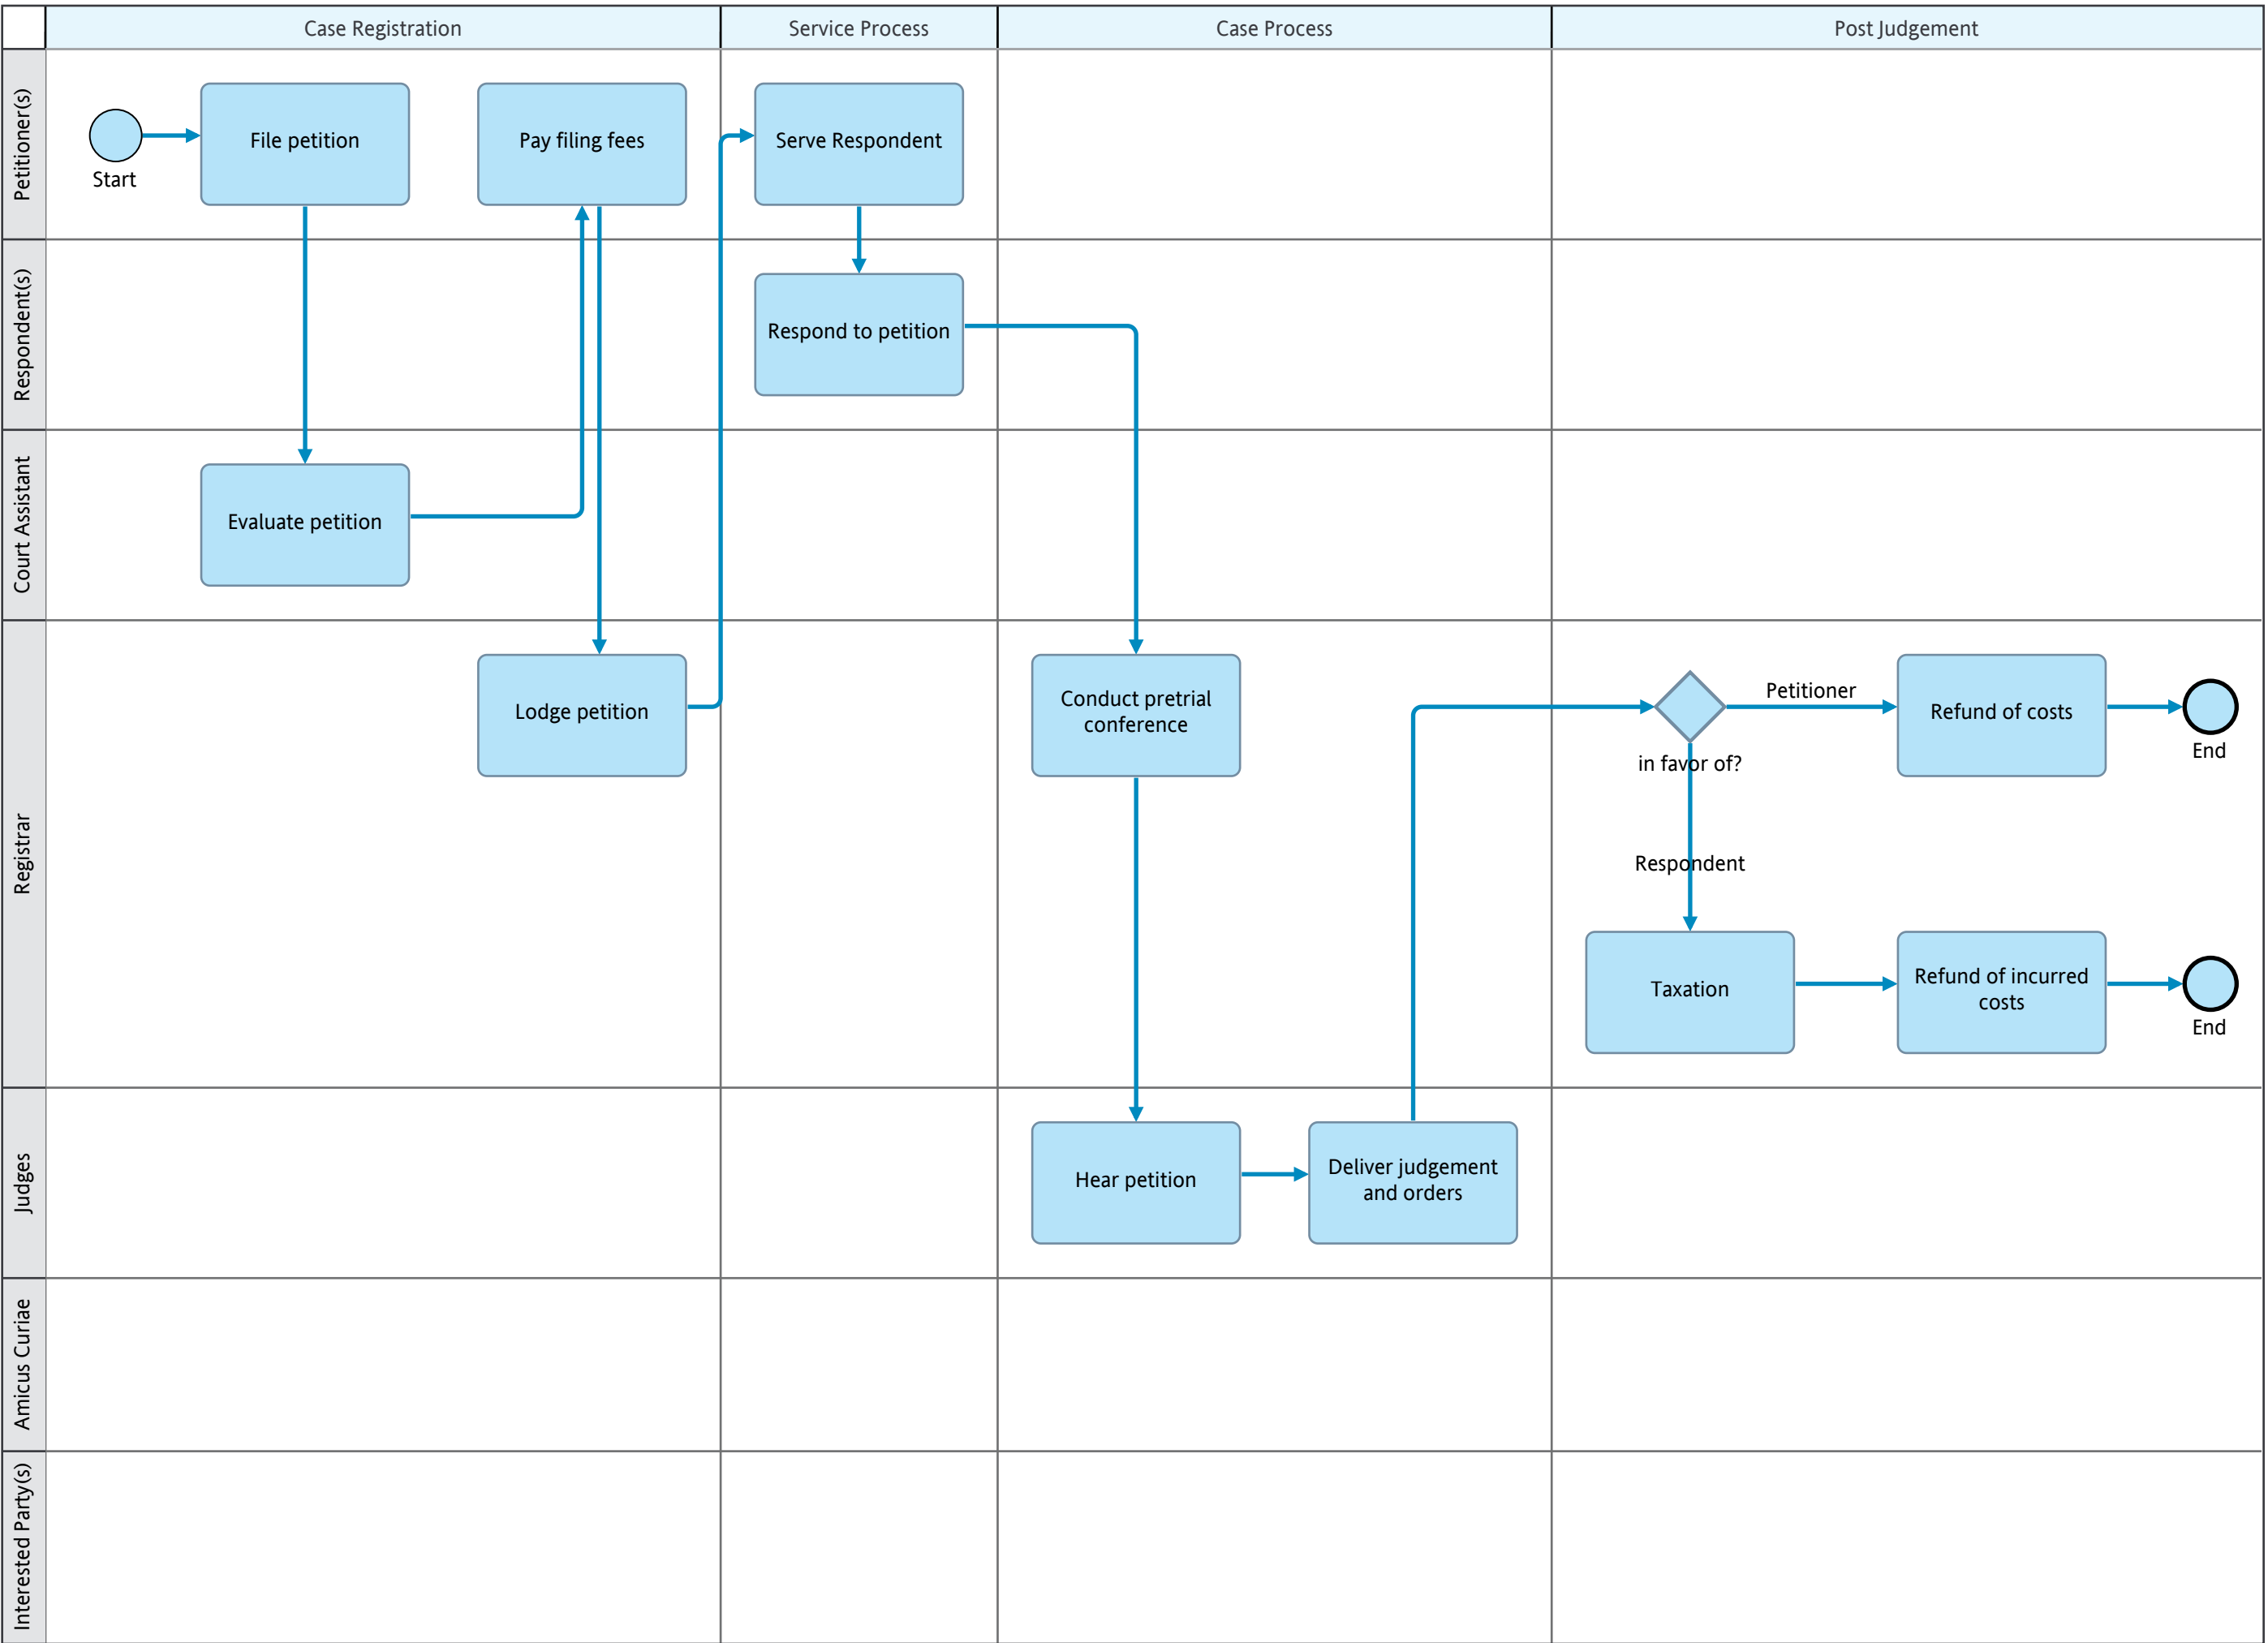 Case Registration
Service Process
Case Process
Post Judgement
Petitioner(s)
Start
File petition
Pay filing fees
Serve Respondent
Respondent(s)
Respond to petition
Court Assistant
Evaluate petition
Registrar
Lodge petition
Conduct pretrial
conference
in favor of?
Petitioner
Refund of costs
End
Respondent
Taxation
Refund of incurred
costs
End
Judges
Hear petition
Deliver judgement
and orders
Amicus Curiae
Interested Party(s)